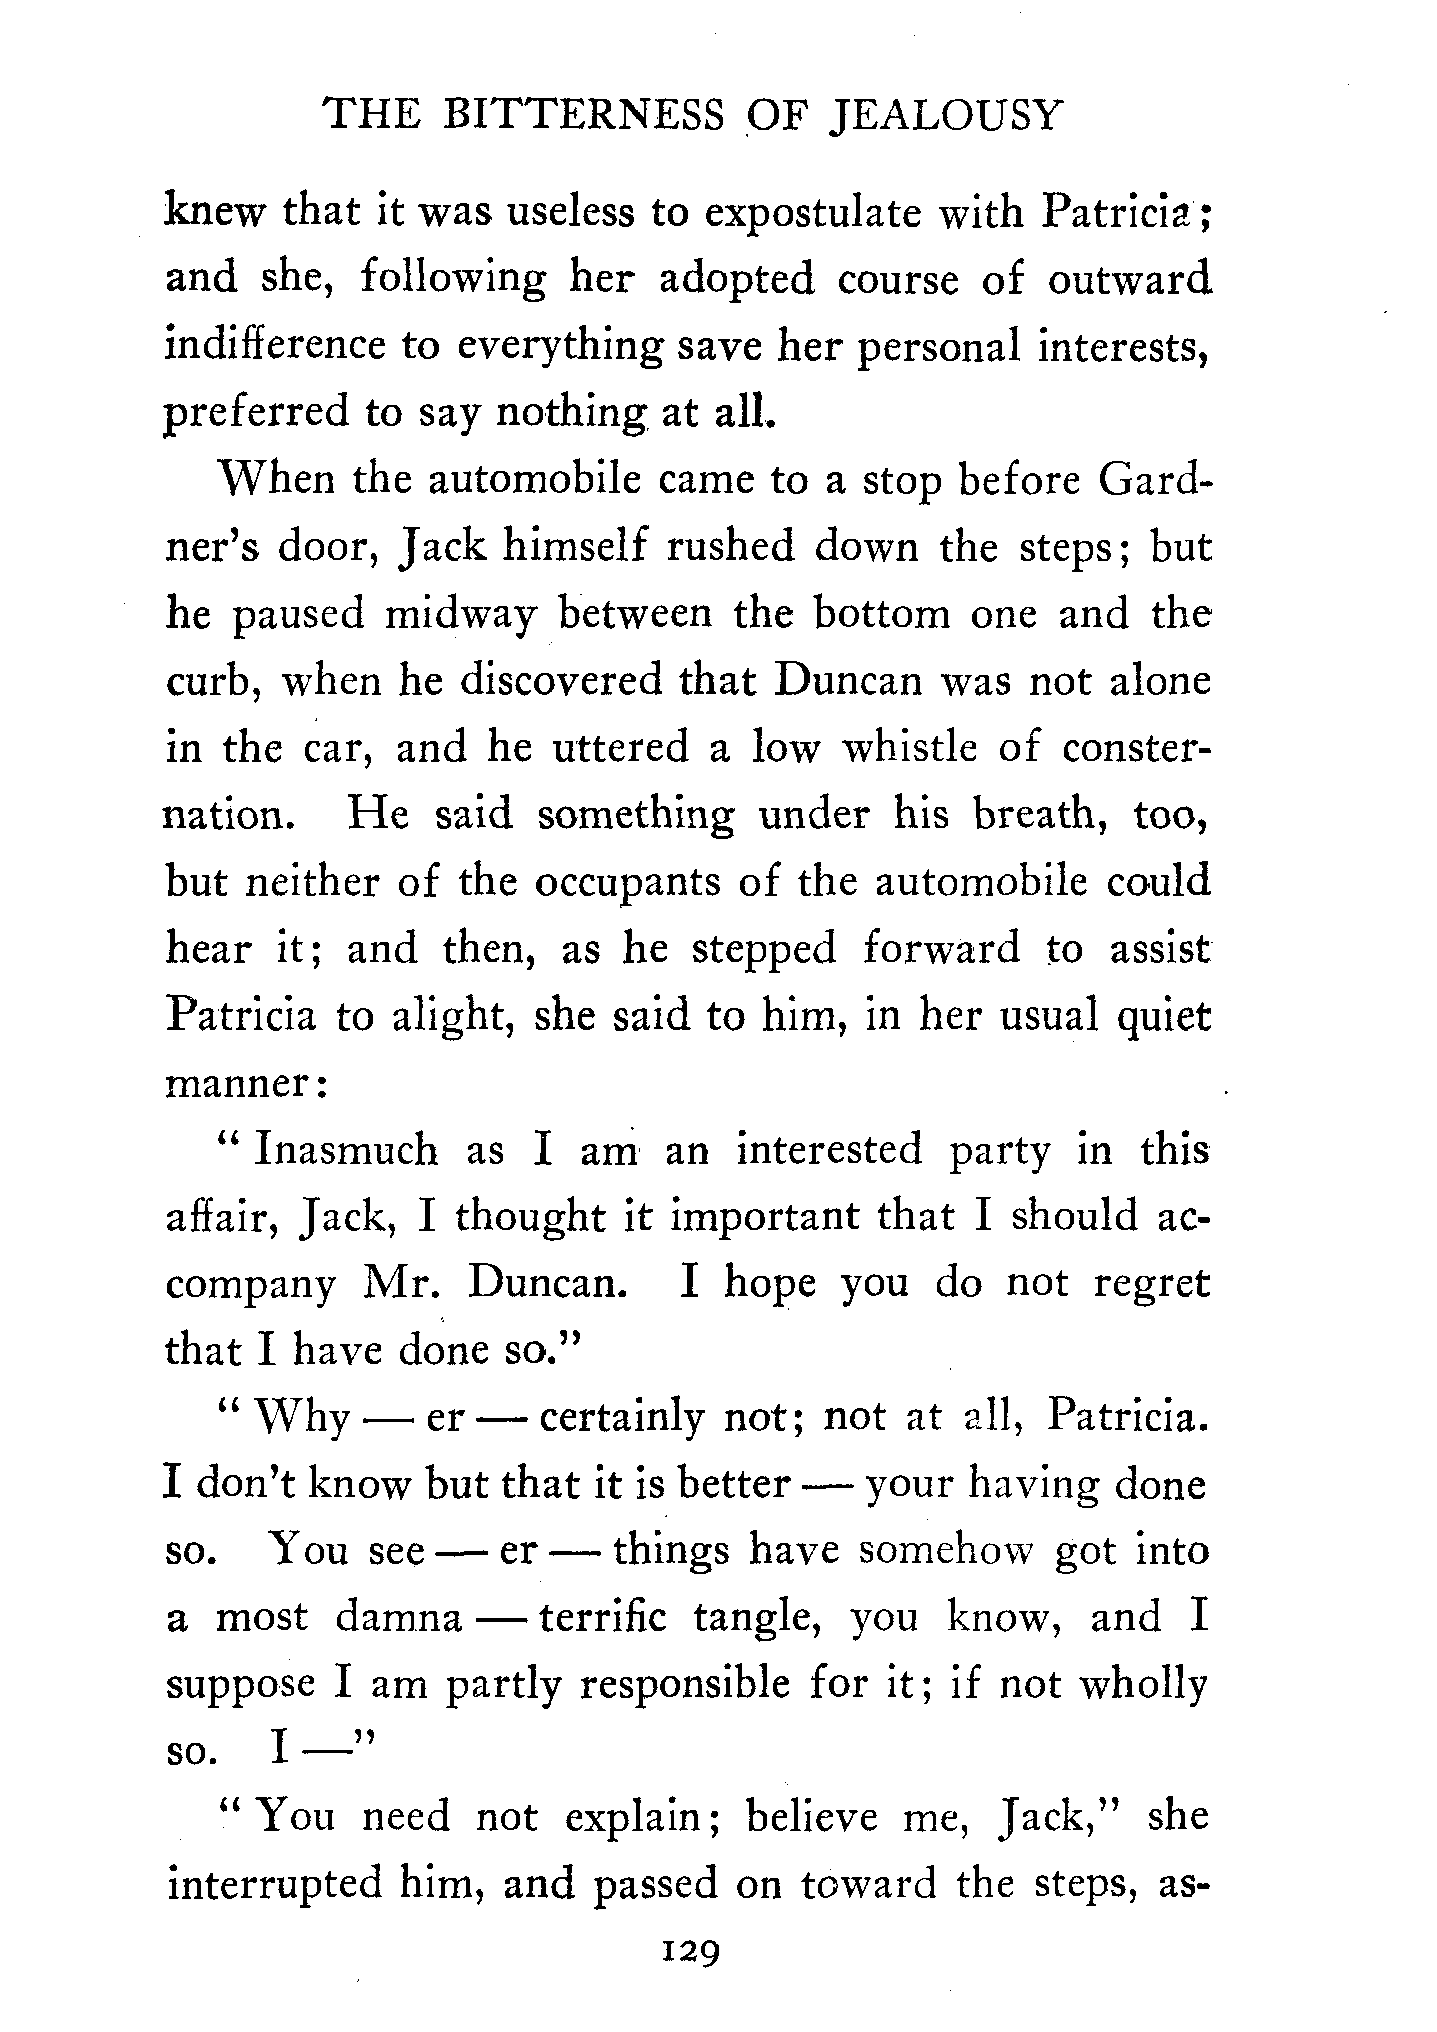 THE BITTERNESS OF JEALOUSY
knew that it was useless to expostulate with Patricia;
and she, following her adopted course of outward
indifference to everything save her personal interests,
preferred to say nothing at all.
When the automobile came to a stop before Gard-
ner's door, Jack himself rushed down the steps; but
he paused midway between the bottom one and the
curb, when he discovered that Duncan was not alone
in the car, and he uttered a low whistle of conster-
nation. He said something under his breath, too,
but neither of the occupants of the automobile could
hear it; and then, as he stepped forward to assist
Patricia to alight, she said to him, in her usual quiet
manner:
"Inasmuch as I am an interested party in this
affair, Jack, I thought it important that I should ac-
company Mr. Duncan. I hope you do not regret
that I have done so."
"Why — er — certainly not; not at all, Patricia.
I don't know but that it is better — your having done
so. You see — er — things have somehow got into
a most damna — terrific tangle, you know, and I
suppose I am partly responsible for it; if not wholly
so. I —"
"You need not explain; believe me, Jack," she
interrupted him, and passed on toward the steps, as-
129